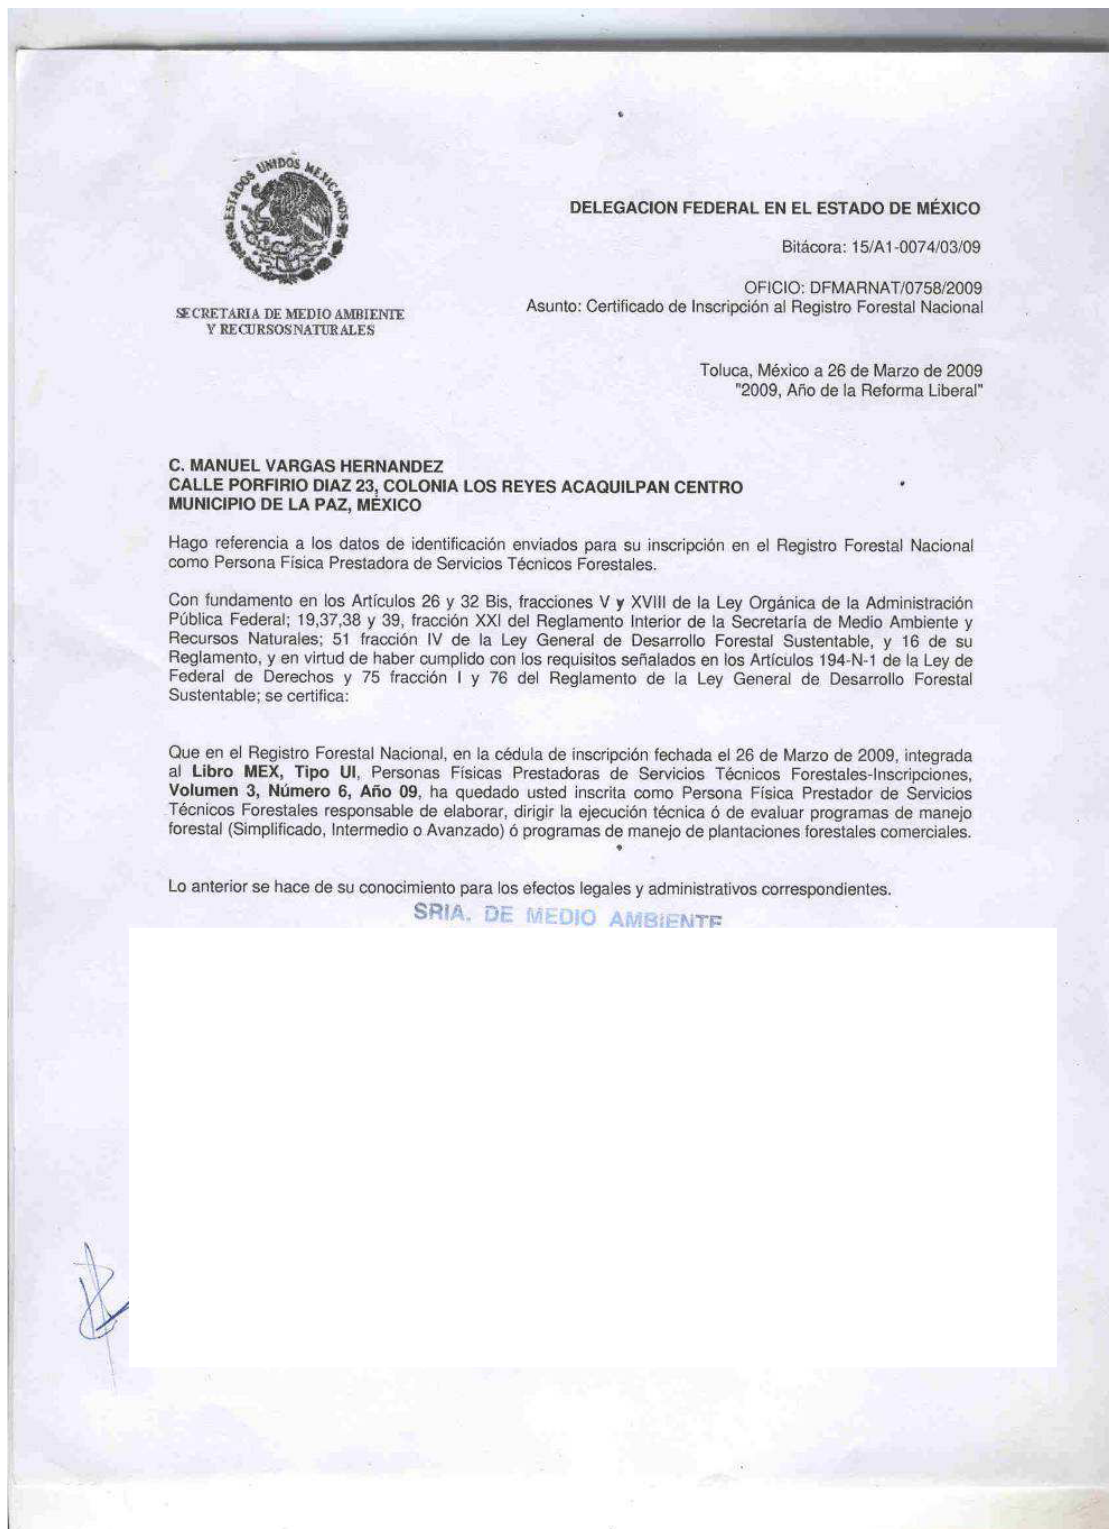 ESTADOS UNIDOS MEXICANOS
SECRETARIA DE MEDIO AMBIENTE
Y RECURSOS NATURALES
DELEGACION FEDERAL EN EL ESTADO DE MÉXICO
Bitácora: 15/A1-0074/03/09
OFICIO: DFMARNAT/0758/2009
Asunto: Certificado de Inscripción al Registro Forestal Nacional
Toluca, México a 26 de Marzo de 2009
"2009, Año de la Reforma Liberal"
C. MANUEL VARGAS HERNANDEZ
CALLE PORFIRIO DIAZ 23, COLONIA LOS REYES ACAQUILPAN CENTRO
MUNICIPIO DE LA PAZ, MÉXICO
Hago referencia a los datos de identificación enviados para su inscripción en el Registro Forestal Nacional
como Persona Física Prestadora de Servicios Técnicos Forestales.
Con fundamento en los Artículos 26 y 32 Bis, fracciones V y XVIII de la Ley Orgánica de la Administración
Pública Federal; 19,37,38 y 39, fracción XXI del Reglamento Interior de la Secretaría de Medio Ambiente y
Recursos Naturales; 51 fracción IV de la Ley General de Desarrollo Forestal Sustentable, y 16 de su
Reglamento, y en virtud de haber cumplido con los requisitos señalados en los Artículos 194-N-1 de la Ley de
Federal de Derechos y 75 fracción I y 76 del Reglamento de la Ley General de Desarrollo Forestal
Sustentable; se certifica:
Que en el Registro Forestal Nacional, en la cédula de inscripción fechada el 26 de Marzo de 2009, integrada
al Libro MEX, Tipo UI, Personas Físicas Prestadoras de Servicios Técnicos Forestales-Inscripciones,
Volumen 3, Número 6, Año 09, ha quedado usted inscrita como Persona Física Prestador de Servicios
Técnicos Forestales responsable de elaborar, dirigir la ejecución técnica ó de evaluar programas de manejo
forestal (Simplificado, Intermedio o Avanzado) ó programas de manejo de plantaciones forestales comerciales.
Lo anterior se hace de su conocimiento para los efectos legales y administrativos correspondientes.
SRIA. DE MEDIO AMBIENTE